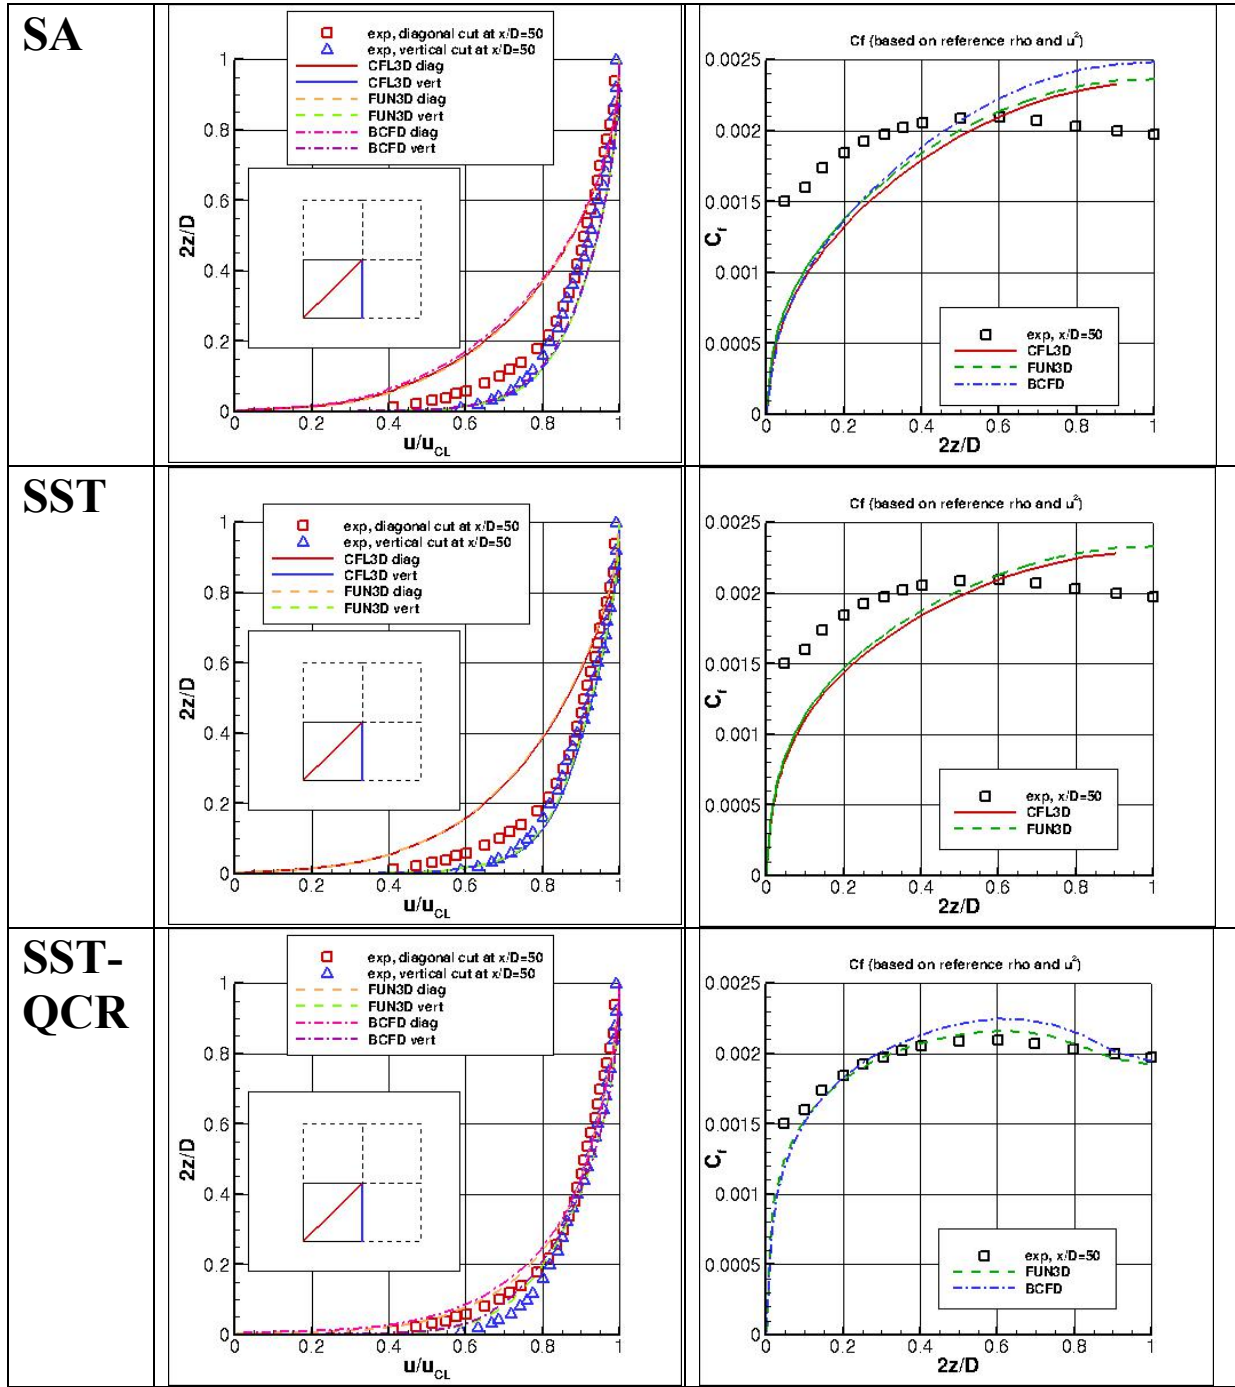 SA
exp, diagonal cut at x/D=50
exp, vertical cut at x/D=50
CFL3D diag
CFL3D vert
FUN3D diag
FUN3D vert
BCFD diag
BCFD vert
2z/D
1
0.8
0.6
0.4
0.2
0
0 0.2 0.4 0.6 0.8 1
u/u_CL
Cf (based on reference rho and u²)
0.0025
0.002
0.0015
C_f
0.001
0.0005
0
exp, x/D=50
CFL3D
FUN3D
BCFD
0 0.2 0.4 0.6 0.8 1
2z/D
SST
exp, diagonal cut at x/D=50
exp, vertical cut at x/D=50
CFL3D diag
CFL3D vert
FUN3D diag
FUN3D vert
2z/D
1
0.8
0.6
0.4
0.2
0
0 0.2 0.4 0.6 0.8 1
u/u_CL
Cf (based on reference rho and u²)
0.0025
0.002
0.0015
C_f
0.001
0.0005
0
exp, x/D=50
CFL3D
FUN3D
0 0.2 0.4 0.6 0.8 1
2z/D
SST-
QCR
exp, diagonal cut at x/D=50
exp, vertical cut at x/D=50
FUN3D diag
FUN3D vert
BCFD diag
BCFD vert
2z/D
1
0.8
0.6
0.4
0.2
0
0 0.2 0.4 0.6 0.8 1
u/u_CL
Cf (based on reference rho and u²)
0.0025
0.002
0.0015
C_f
0.001
0.0005
0
exp, x/D=50
FUN3D
BCFD
0 0.2 0.4 0.6 0.8 1
2z/D